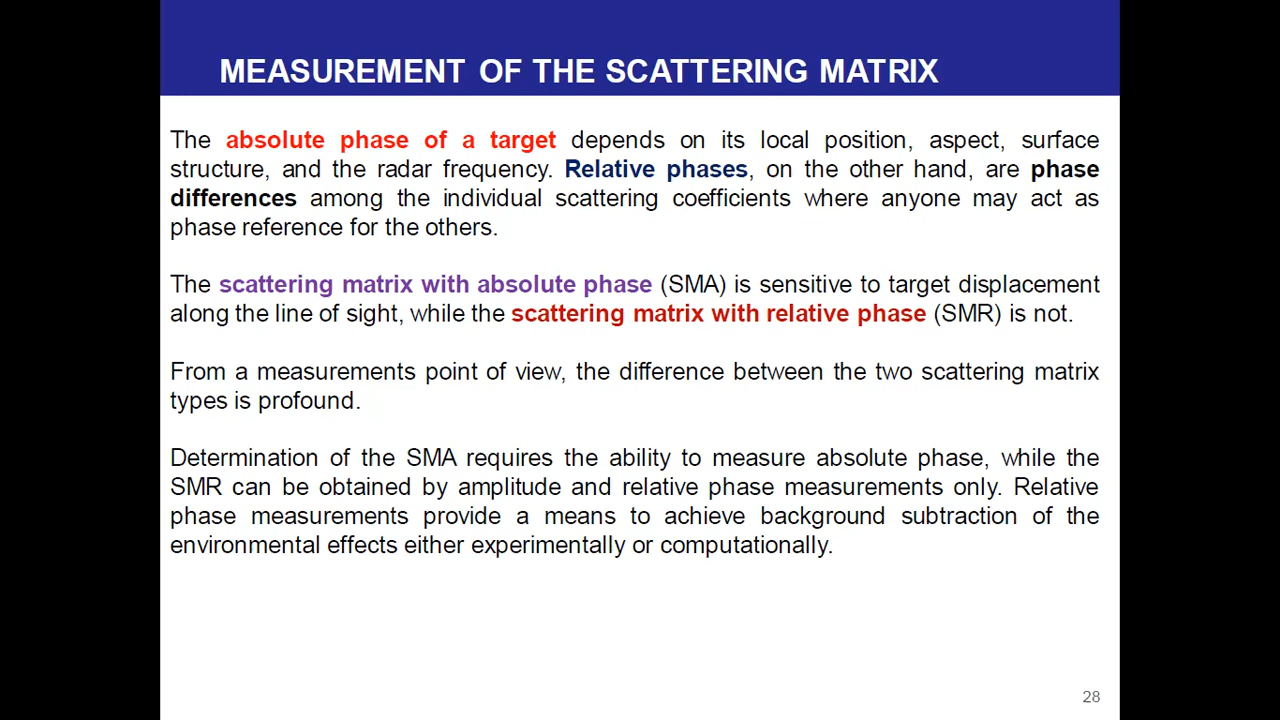 MEASUREMENT OF THE SCATTERING MATRIX
The absolute phase of a target depends on its local position, aspect, surface
structure, and the radar frequency. Relative phases, on the other hand, are phase
differences among the individual scattering coefficients where anyone may act as
phase reference for the others.
The scattering matrix with absolute phase (SMA) is sensitive to target displacement
along the line of sight, while the scattering matrix with relative phase (SMR) is not.
From a measurements point of view, the difference between the two scattering matrix
types is profound.
Determination of the SMA requires the ability to measure absolute phase, while the
SMR can be obtained by amplitude and relative phase measurements only. Relative
phase measurements provide a means to achieve background subtraction of the
environmental effects either experimentally or computationally.
28